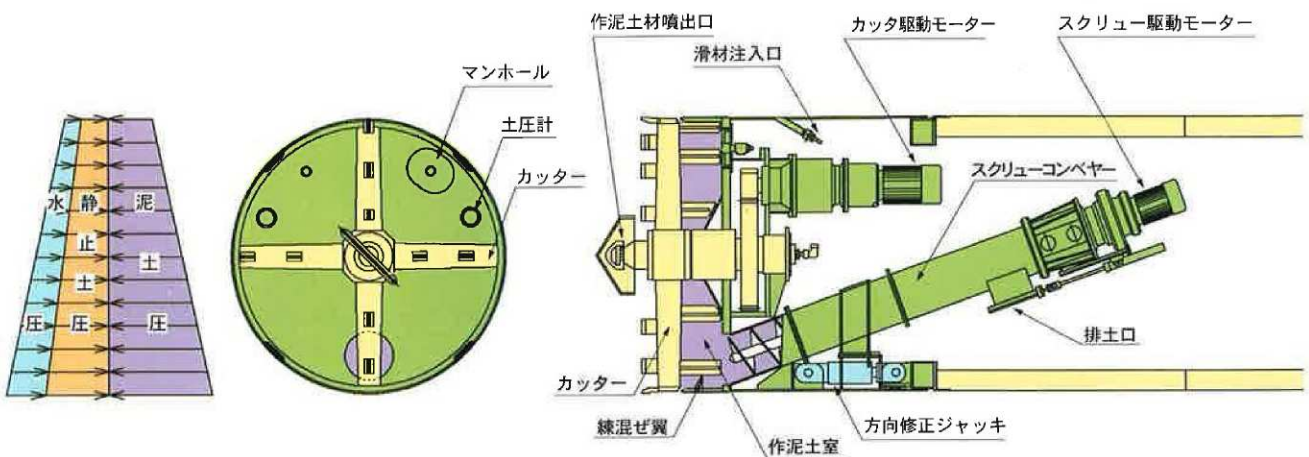 作泥土材噴出口
カッタ駆動モーター
スクリュー駆動モーター
滑材注入口
マンホール
土圧計
カッター
スクリューコンベヤー
水圧
静止土圧
泥土圧
排土口
カッター
練混ぜ翼
作泥土室
方向修正ジャッキ